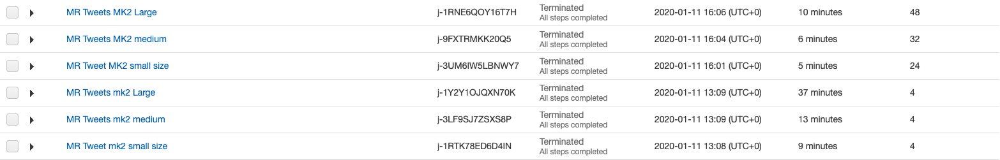 MR Tweets MK2 Large j-1RNE6QOY16T7H Terminated 2020-01-11 16:06 (UTC+0) 10 minutes 48
All steps completed
MR Tweets MK2 medium j-9FXTRMKK20Q5 Terminated 2020-01-11 16:04 (UTC+0) 6 minutes 32
All steps completed
MR Tweet MK2 small size j-3UM6IW5LBNWY7 Terminated 2020-01-11 16:01 (UTC+0) 5 minutes 24
All steps completed
MR Tweets mk2 Large j-1Y2Y1OJQXN70K Terminated 2020-01-11 13:09 (UTC+0) 37 minutes 4
All steps completed
MR Tweets mk2 medium j-3LF9SJ7ZSXS8P Terminated 2020-01-11 13:09 (UTC+0) 13 minutes 4
All steps completed
MR Tweet mk2 small size j-1RTK78ED6D4IN Terminated 2020-01-11 13:08 (UTC+0) 9 minutes 4
All steps completed